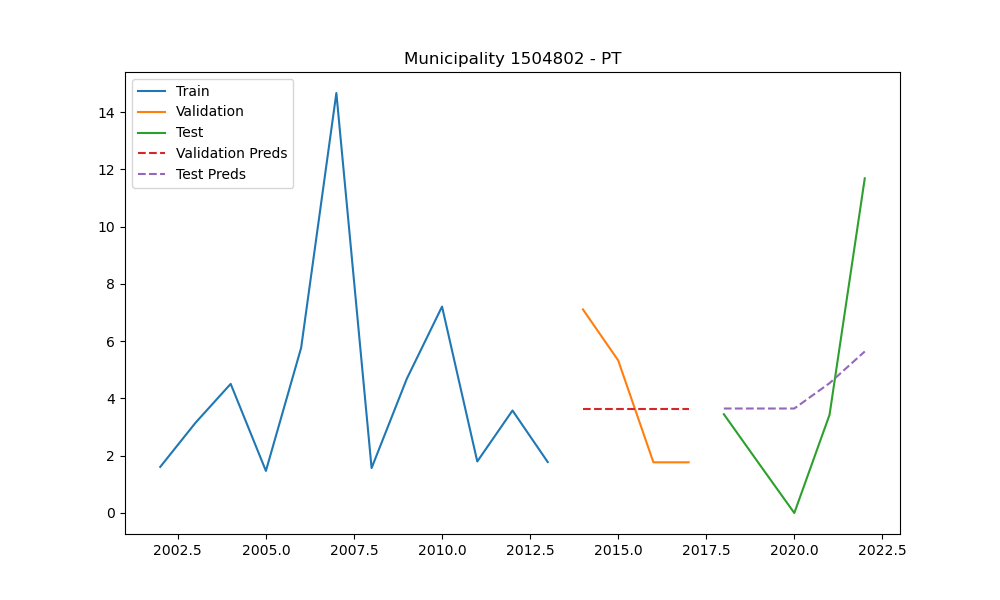 Municipality 1504802 - PT
Train
Validation
Test
Validation Preds
Test Preds
14
12
10
8
6
4
2
0
2002.5 2005.0 2007.5 2010.0 2012.5 2015.0 2017.5 2020.0 2022.5